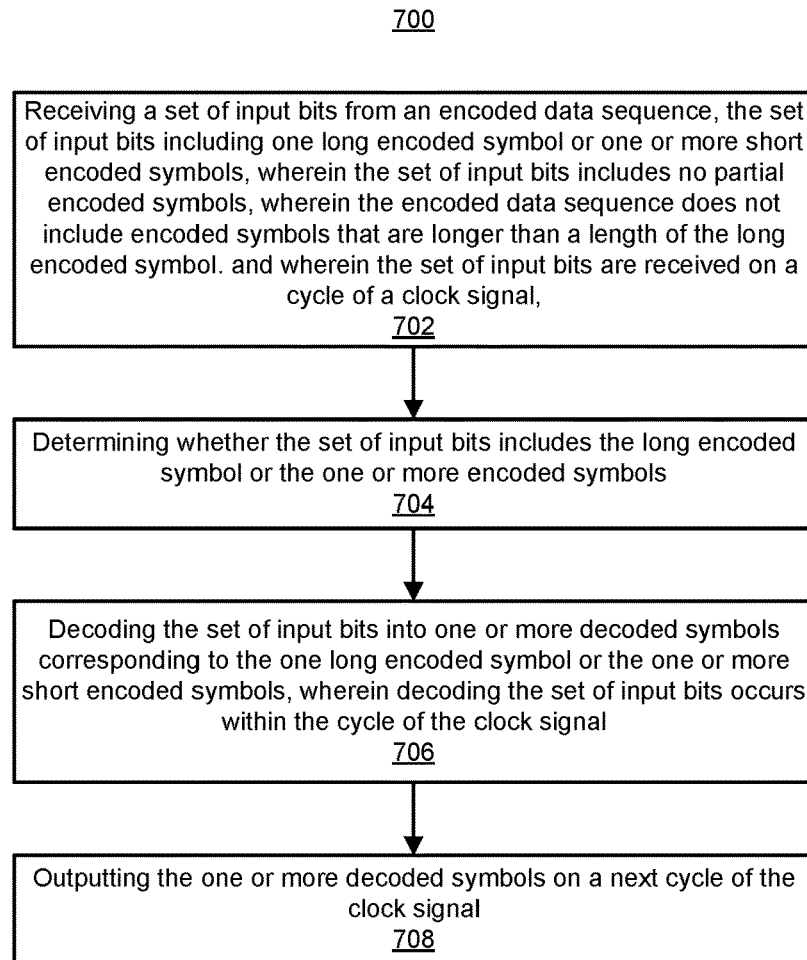 700
Receiving a set of input bits from an encoded data sequence, the set
of input bits including one long encoded symbol or one or more short
encoded symbols, wherein the set of input bits includes no partial
encoded symbols, wherein the encoded data sequence does not
include encoded symbols that are longer than a length of the long
encoded symbol. and wherein the set of input bits are received on a
cycle of a clock signal,
702
Determining whether the set of input bits includes the long encoded
symbol or the one or more encoded symbols
704
Decoding the set of input bits into one or more decoded symbols
corresponding to the one long encoded symbol or the one or more
short encoded symbols, wherein decoding the set of input bits occurs
within the cycle of the clock signal
706
Outputting the one or more decoded symbols on a next cycle of the
clock signal
708